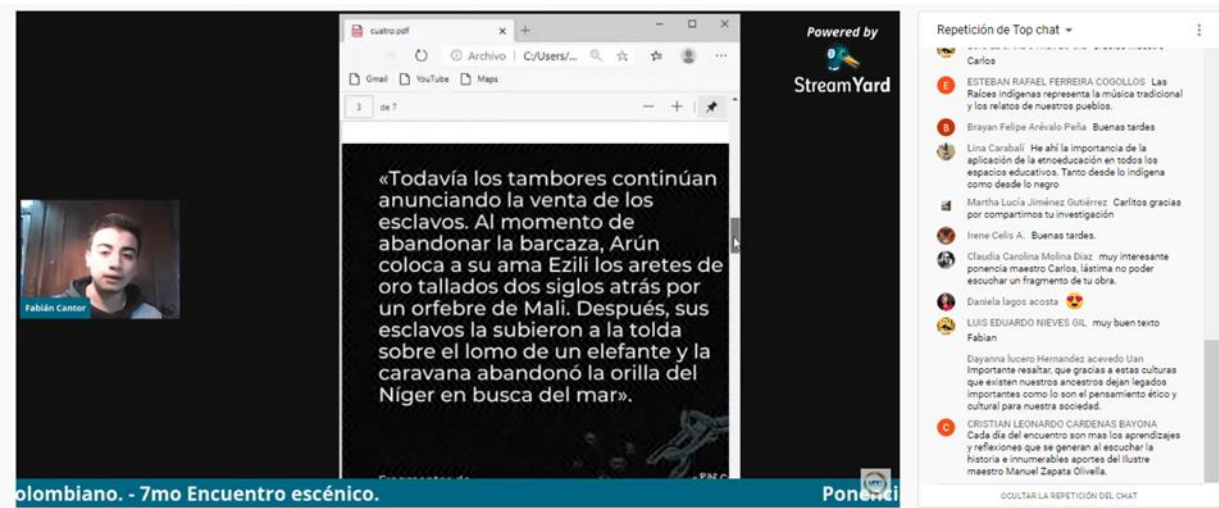 cuatro.pdf
Archivo | C:/Users/...
Gmail YouTube Maps
3 de 7
«Todavía los tambores continúan
anunciando la venta de los
esclavos. Al momento de
abandonar la barcaza, Arún
coloca a su ama Ezili los aretes de
oro tallados dos siglos atrás por
un orfebre de Mali. Después, sus
esclavos la subieron a la tolda
sobre el lomo de un elefante y la
caravana abandonó la orilla del
Níger en busca del mar».
Fabián Cantor
Powered by
StreamYard
olombiano. - 7mo Encuentro escénico.
Ponenci
Repetición de Top chat
Carlos
E ESTEBAN RAFAEL FERREIRA COGOLLOS Las
Raíces indígenas representa la música tradicional
y los relatos de nuestros pueblos.
B Brayan Felipe Arévalo Peña Buenas tardes
Lina Carabalí He ahí la importancia de la
aplicación de la etnoeducación en todos los
espacios educativos. Tanto desde lo indígena
como desde lo negro
Martha Lucía Jiménez Gutiérrez Carlitos gracias
por compartirnos tu investigación
Irene Celis A. Buenas tardes.
Claudia Carolina Molina Diaz muy interesante
ponencia maestro Carlos, lástima no poder
escuchar un fragmento de tu obra.
Daniela lagos acosta 😍
LUIS EDUARDO NIEVES GIL muy buen texto
Fabian
Dayanna lucero Hernandez acevedo Uan
Importante resaltar, que gracias a estas culturas
que existen nuestros ancestros dejan legados
importantes como lo son el pensamiento ético y
cultural para nuestra sociedad.
C CRISTIAN LEONARDO CARDENAS BAYONA
Cada día del encuentro son mas los aprendizajes
y reflexiones que se generan al escuchar la
historia e innumerables aportes del Ilustre
maestro Manuel Zapata Olivella.
OCULTAR LA REPETICIÓN DEL CHAT